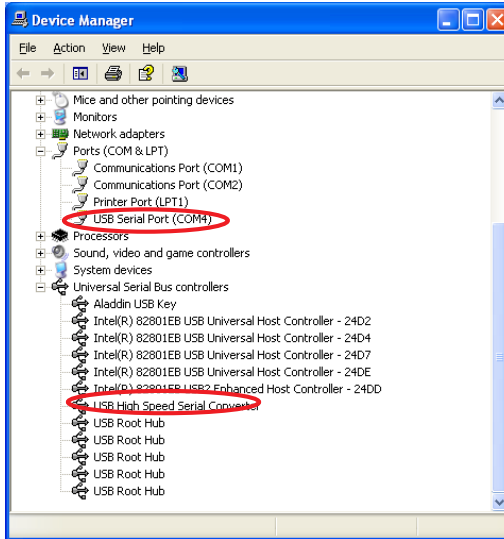 Device Manager
File Action View Help
Mice and other pointing devices
Monitors
Network adapters
Ports (COM & LPT)
Communications Port (COM1)
Communications Port (COM2)
Printer Port (LPT1)
USB Serial Port (COM4)
Processors
Sound, video and game controllers
System devices
Universal Serial Bus controllers
Aladdin USB Key
Intel(R) 82801EB USB Universal Host Controller - 24D2
Intel(R) 82801EB USB Universal Host Controller - 24D4
Intel(R) 82801EB USB Universal Host Controller - 24D7
Intel(R) 82801EB USB Universal Host Controller - 24DE
Intel(R) 82801EB USB2 Enhanced Host Controller - 24DD
USB High Speed Serial Converter
USB Root Hub
USB Root Hub
USB Root Hub
USB Root Hub
USB Root Hub